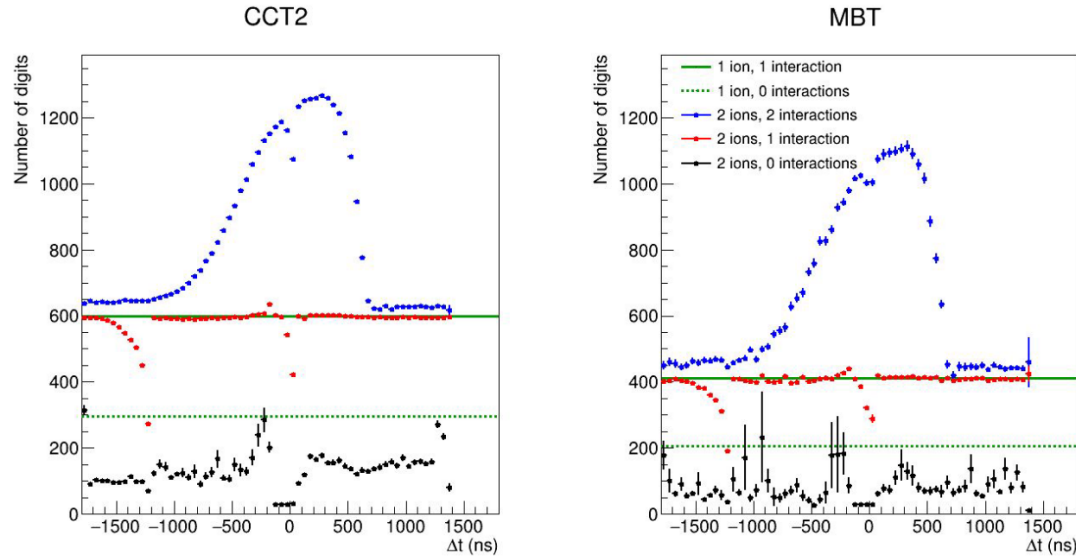 CCT2
Number of digits
1200
1000
800
600
400
200
0
−1500
−1000
−500
0
500
1000
1500
Δt (ns)
MBT
Number of digits
1 ion, 1 interaction
1 ion, 0 interactions
2 ions, 2 interactions
2 ions, 1 interaction
2 ions, 0 interactions
1200
1000
800
600
400
200
0
−1500
−1000
−500
0
500
1000
1500
Δt (ns)